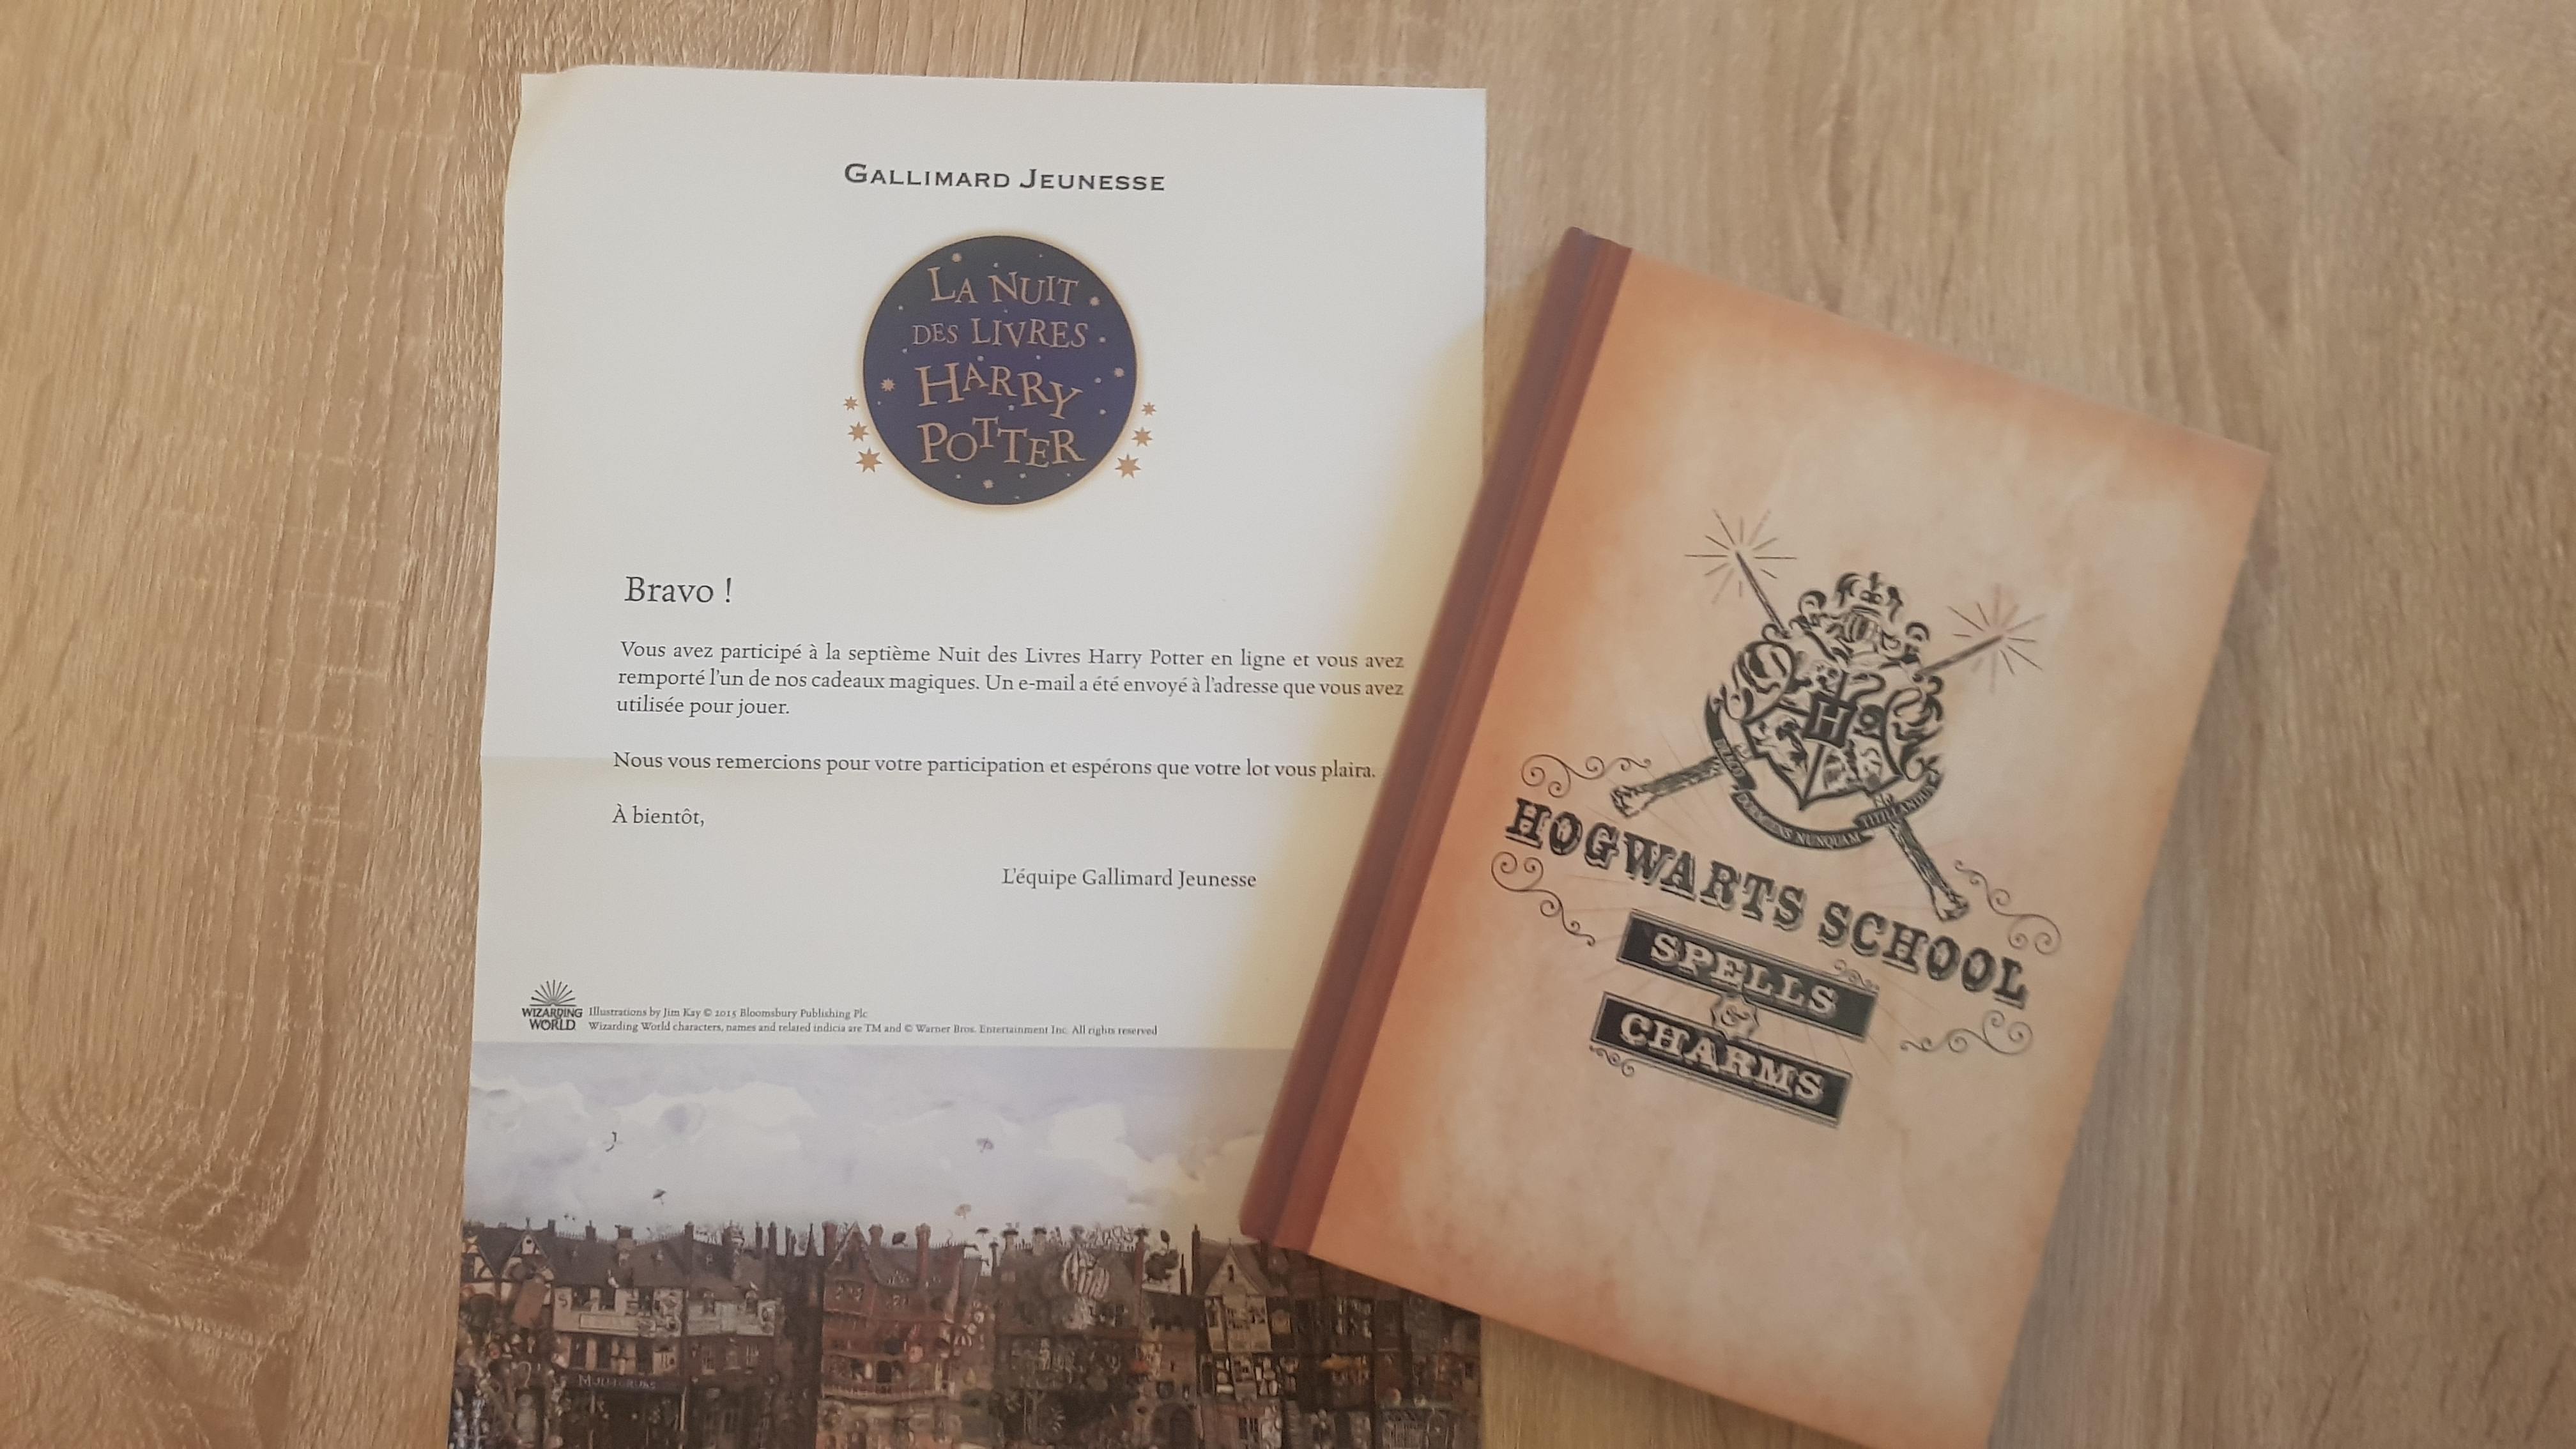 GALLIMARD JEUNESSE
LA NUIT
DES LIVRES
HARRY
POTTER
Bravo !
Vous avez participé à la septième Nuit des Livres Harry Potter en ligne et vous avez
remporté l'un de nos cadeaux magiques. Un e-mail a été envoyé à l'adresse que vous avez
utilisée pour jouer.
Nous vous remercions pour votre participation et espérons que votre lot vous plaira.
À bientôt,
L'équipe Gallimard Jeunesse
WIZARDING
WORLD
Illustrations by Jim Kay © 2015 Bloomsbury Publishing Plc
Wizarding World characters, names and related indicia are TM and © Warner Bros. Entertainment Inc. All rights reserved
H
DRACO DORMIENS NUNQUAM TITILLANDUS
HOGWARTS SCHOOL
SPELLS
&
CHARMS